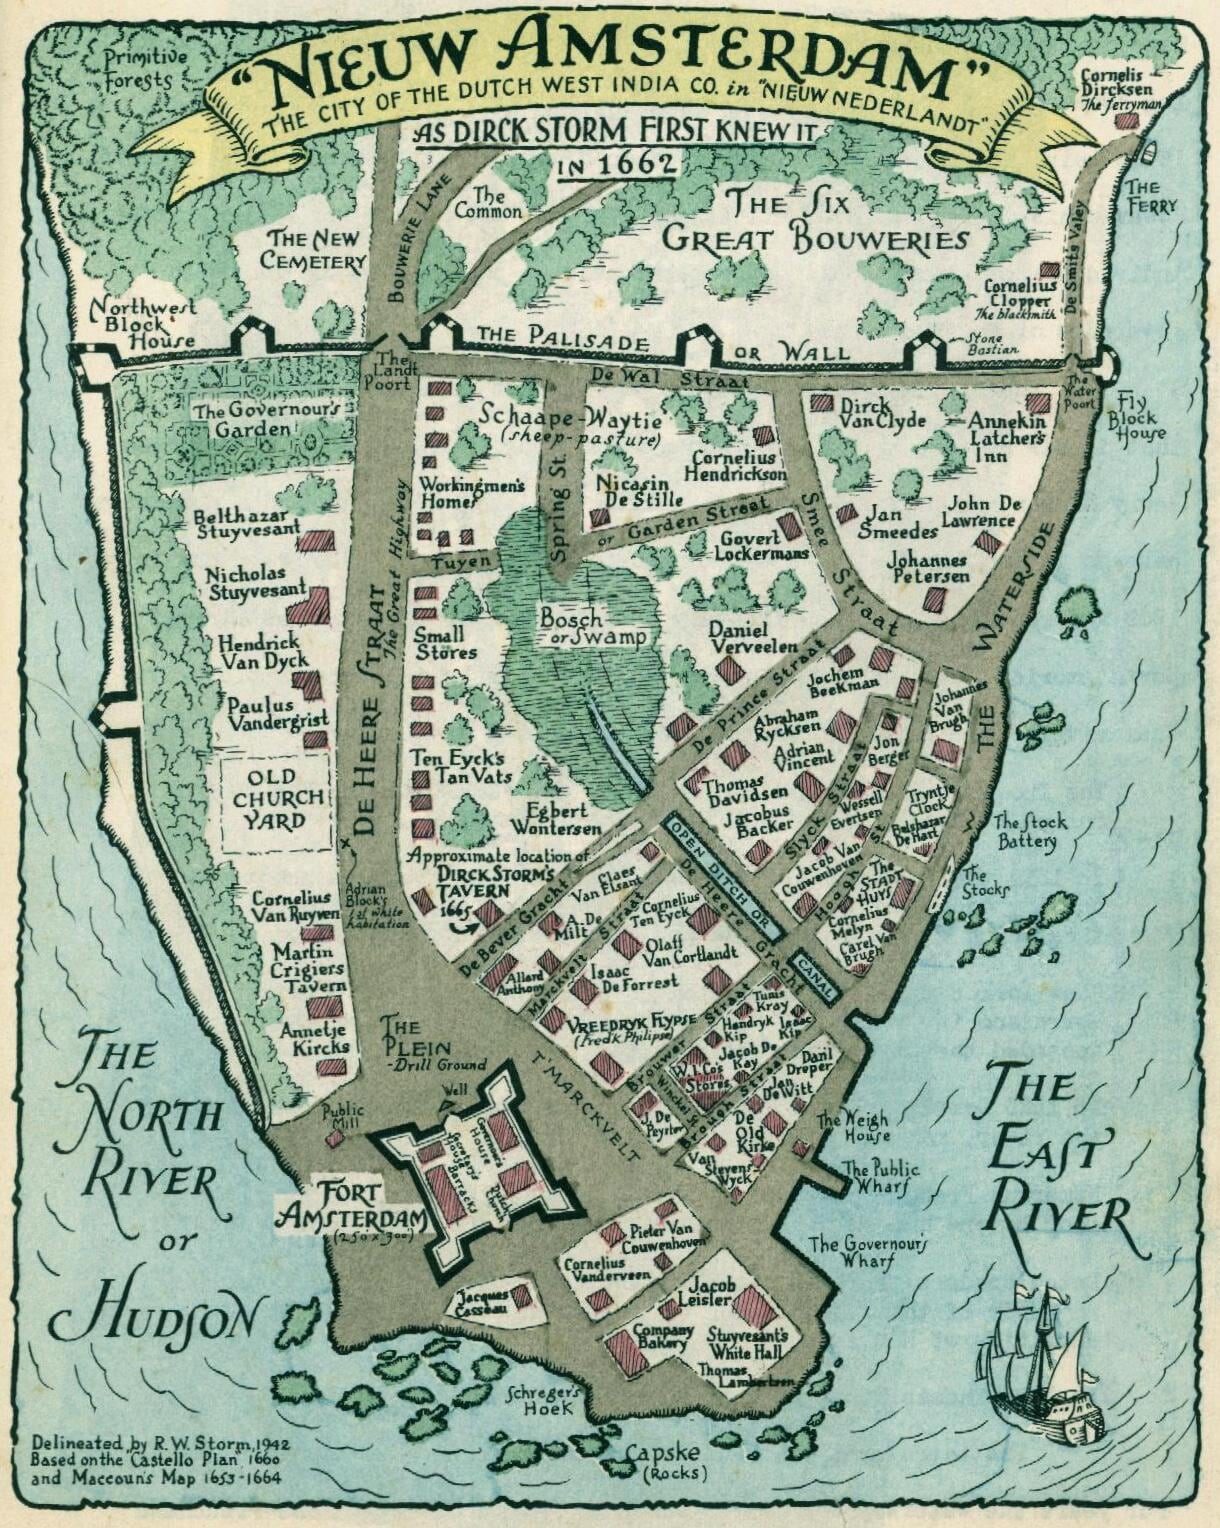 Primitive
Forests
"NIEUW AMSTERDAM"
THE CITY OF THE DUTCH WEST INDIA CO. in "NIEUW NEDERLANDT"
AS DIRCK STORM FIRST KNEW IT
IN 1662
Cornelis
Dircksen
The ferryman
THE
FERRY
BOUWERIE LANE
The
Common
THE SIX
GREAT BOUWERIES
THE NEW
CEMETERY
De Smits Valey
Cornelius
Clopper
The blacksmith
Northwest
Block
House
THE PALISADE
OR WALL
Stone
Bastian
The
Landt
Poort
De Wal Straat
The
Water
Poort
Fly
Block
House
The Governour's
Garden
Schaape-Waytie
(sheep-pasture)
Dirck
Van Clyde
Annekin
Latcher's
Inn
Cornelius
Hendrickson
Workingmen's
Homes
Spring St.
Nicasin
De Stille
or Garden Street
Smee
Straat
Jan
Smeedes
John De
Lawrence
Belthazar
Stuyvesant
Govert
Lockermans
Johannes
Petersen
THE WATERSIDE
Tuyen
Nicholas
Stuyvesant
DE HEERE STRAAT
The Great Highway
Small
Stores
Bosch
or Swamp
Daniel
Verveelen
Hendrick
Van Dyck
De Prince Straat
Jochem
Beekman
Johannes
Van
Brugh
Paulus
Vandergrist
Abraham
Rycksen
Adrian
Vincent
Jon
Berger
Ten Eyck's
Tan Vats
OLD
CHURCH
YARD
Thomas
Davidsen
Jacobus
Backer
Slyck Straat
Wessell
Evertsen
Tryntje
Clock
Belshazar
De Hart
The Stock
Battery
Egbert
Wontersen
OPEN DITCH OR
CANAL
De Heere Gracht
Jacob Van
Couwenhoven
Hoogh St
The
STADT
HUYS
The
Stocks
Approximate location of
DIRCK STORM'S
TAVERN
1665
Claes
Van Elsant
De Bever Gracht
Cornelius
Van Ruyven
Adrian
Block's
1st white
habitation
A. De
Milt
Marckvelt Straat
Cornelius
Ten Eyck
Cornelius
Melyn
Carel Van
Brugh
Martin
Crigiers
Tavern
Allard
Anthony
Olaff
Van Cortlandt
Isaac
De Forrest
Annetje
Kircks
THE
PLEIN
-Drill Ground
VREEDRYK FLYPSE
(Fredk Philipse)
Brouwer Straat
Tunis
Kray
Hendryk
Kip
Isaac
Kip
Jacob De
Kay
W.I.Co's
Stores
Winckel St
Brough Straat
Danl
Dreper
Jan
De Witt
T'MARCKVELT
Well
Public
Mill
J. De
Peyster
De
Old
Kirke
The Weigh
House
Van
Stevens-
Wyck
The Public
Wharf
THE
NORTH
RIVER
or
HUDSON
Governours
House
Secretary's
House
Barracks
Dutch
Church
FORT
AMSTERDAM
(250 x 300)
THE
EAST
RIVER
The Governour's
Wharf
Pieter Van
Couwenhoven
Cornelius
Vanderveen
Jacques
Casseau
Jacob
Leisler
Company
Bakery
Stuyvesant's
White Hall
Thomas
Lambertsen
Schreger's
Hoek
Capske
(Rocks)
Delineated by R. W. Storm, 1942
Based on the "Castello Plan" 1660
and Maccoun's Map 1653-1664